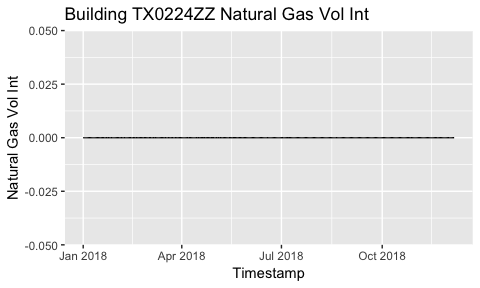 Building TX0224ZZ Natural Gas Vol Int
Natural Gas Vol Int
0.050
0.025
0.000
-0.025
-0.050
Jan 2018 Apr 2018 Jul 2018 Oct 2018
Timestamp